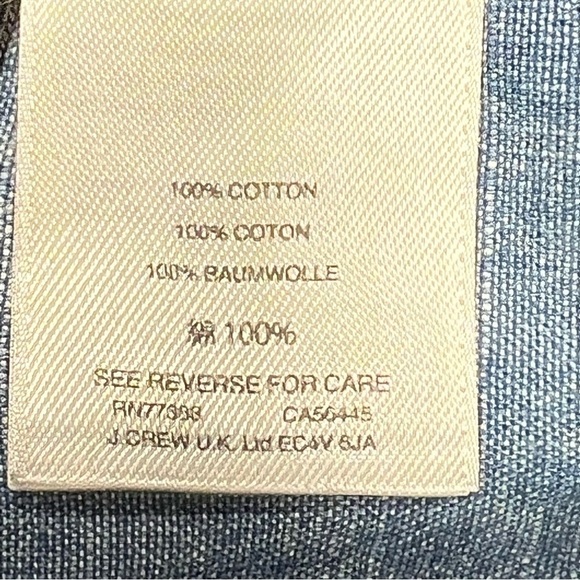 100% COTTON
100% COTON
100% BAUMWOLLE
綿 100%
SEE REVERSE FOR CARE
RN77388 CA56445
J.CREW U.K. Ltd EC4V 6JA